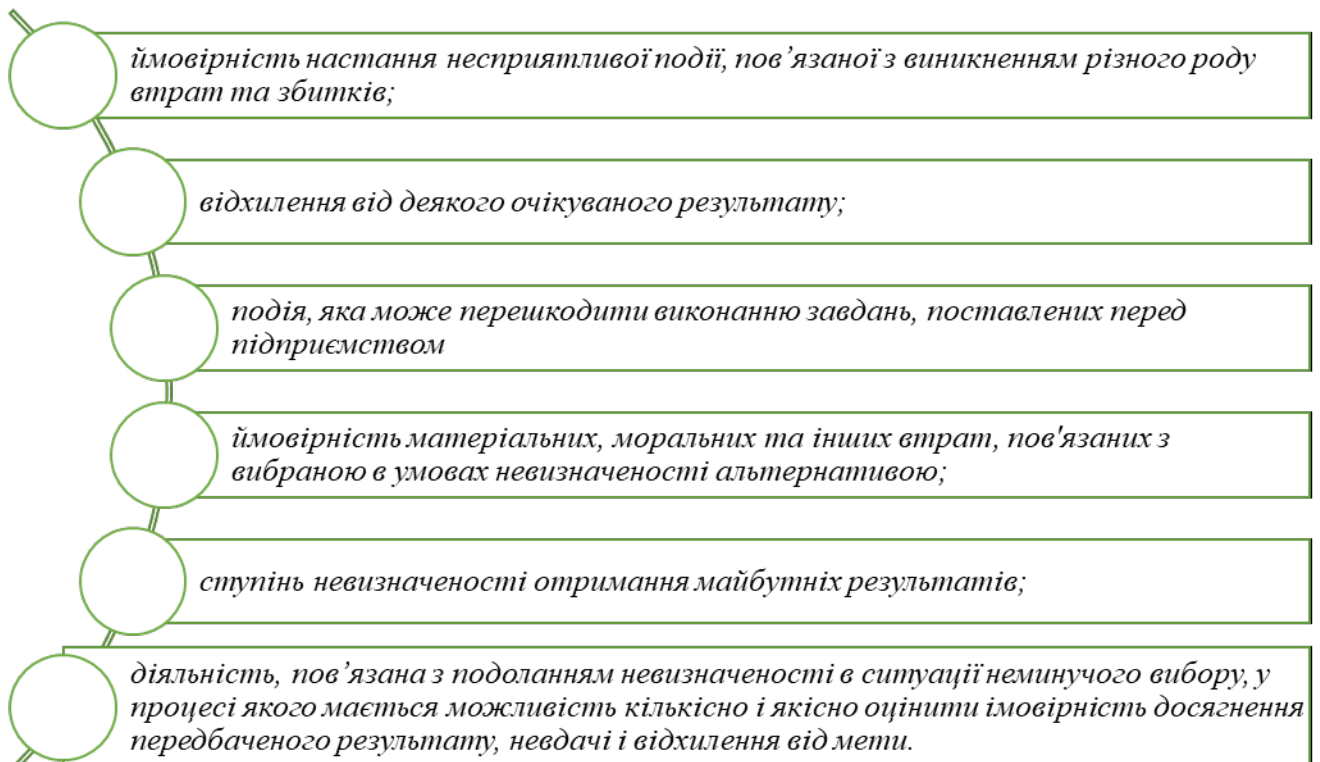 ймовірність настання несприятливої події, пов’язаної з виникненням різного роду
втрат та збитків;
відхилення від деякого очікуваного результату;
подія, яка може перешкодити виконанню завдань, поставлених перед
підприємством
ймовірність матеріальних, моральних та інших втрат, пов'язаних з
вибраною в умовах невизначеності альтернативою;
ступінь невизначеності отримання майбутніх результатів;
діяльність, пов’язана з подоланням невизначеності в ситуації неминучого вибору, у
процесі якого мається можливість кількісно і якісно оцінити імовірність досягнення
передбаченого результату, невдачі і відхилення від мети.